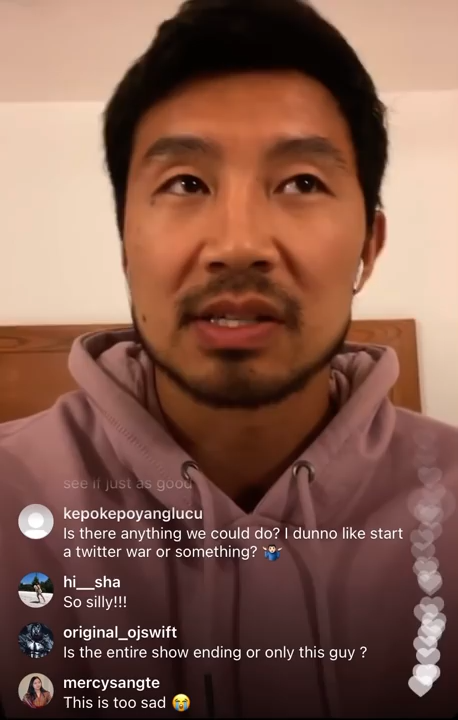 see if just as good
kepokepoyanglucu
Is there anything we could do? I dunno like start
a twitter war or something? 🤷🏻‍♂️
hi__sha
So silly!!!
original_ojswift
Is the entire show ending or only this guy ?
mercysangte
This is too sad 😭